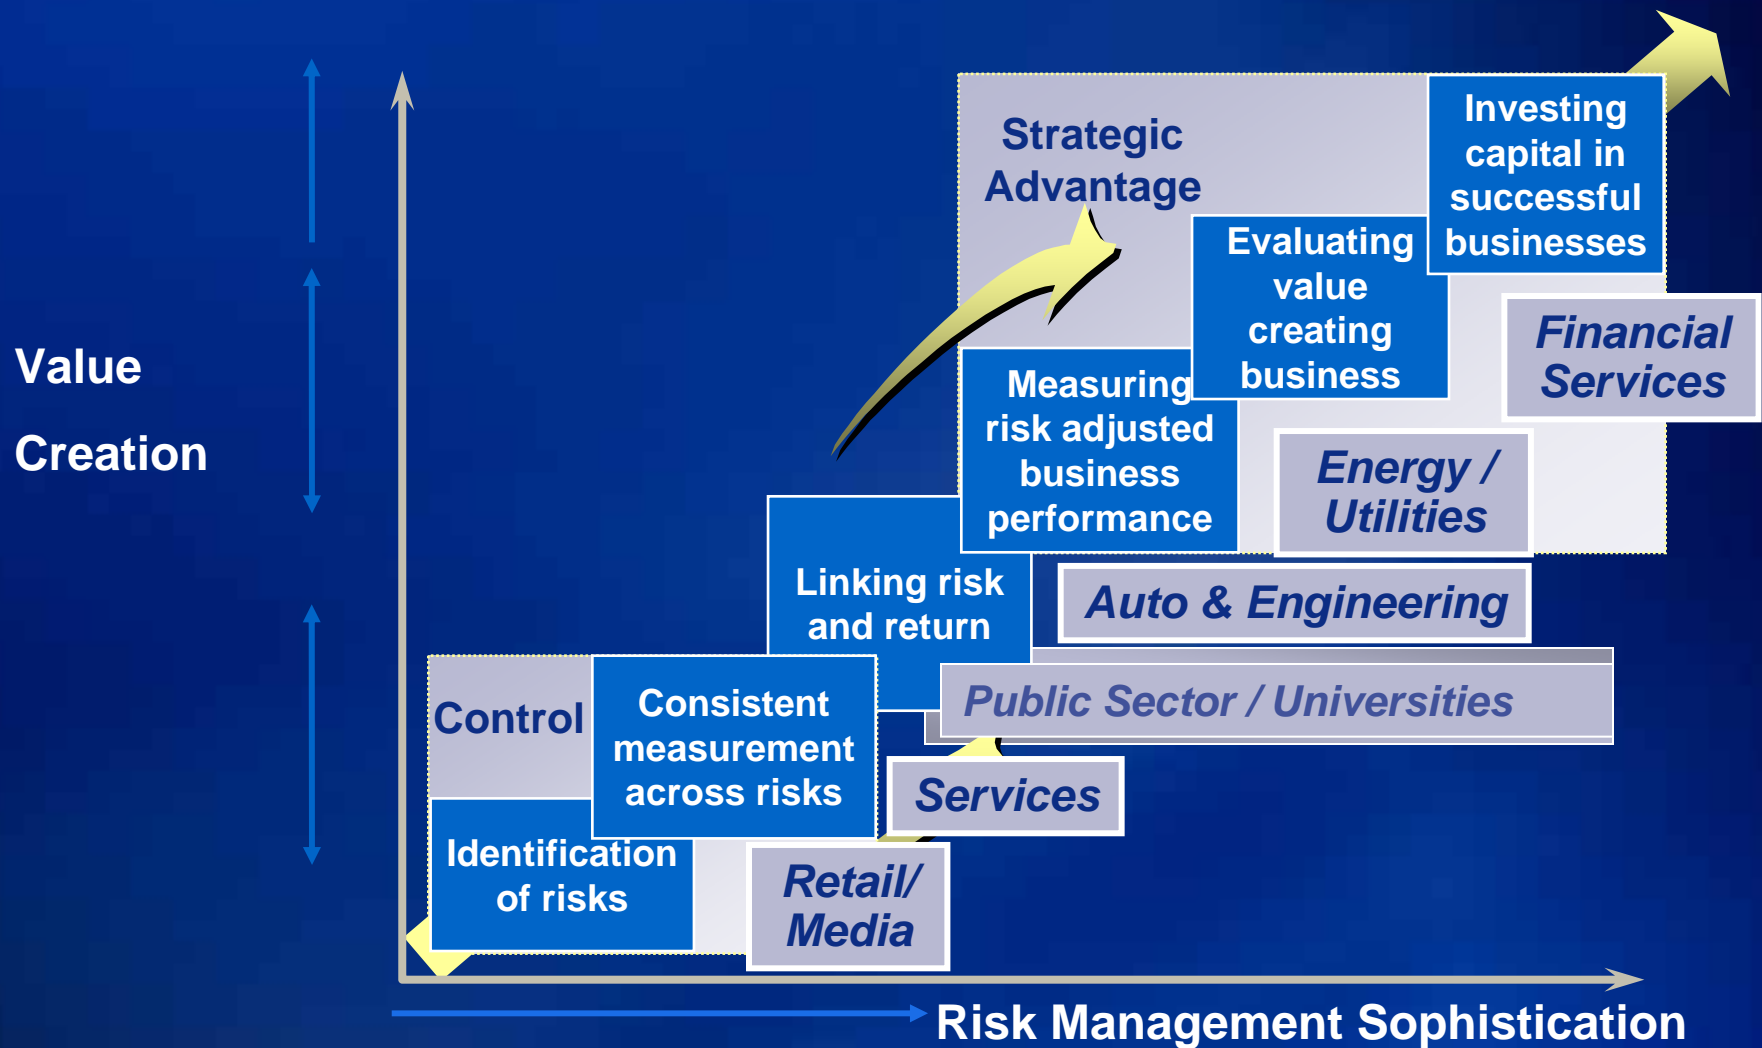 Value
Creation
Strategic
Advantage
Investing
capital in
successful
businesses
Evaluating
value
creating
business
Financial
Services
Measuring
risk adjusted
business
performance
Energy /
Utilities
Linking risk
and return
Auto & Engineering
Control
Consistent
measurement
across risks
Public Sector / Universities
Services
Identification
of risks
Retail/
Media
Risk Management Sophistication